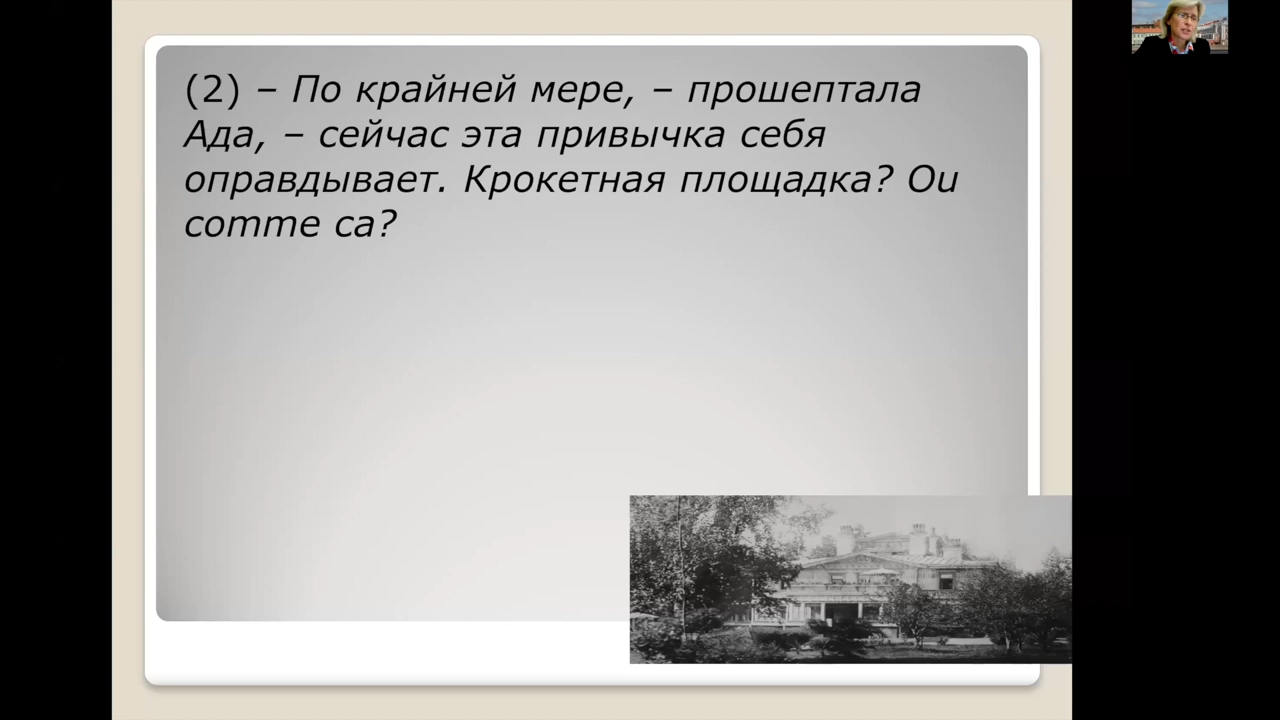 (2) – По крайней мере, – прошептала
Ада, – сейчас эта привычка себя
оправдывает. Крокетная площадка? Ou
comme ca?